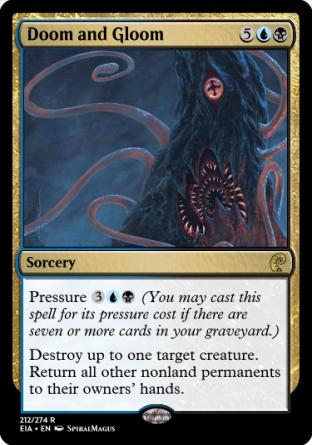 Doom and Gloom 5
Sorcery
Pressure 3 (You may cast this
spell for its pressure cost if there are
seven or more cards in your graveyard.)
Destroy up to one target creature.
Return all other nonland permanents
to their owners' hands.
212/274 R
EIA • EN SpiralMagus